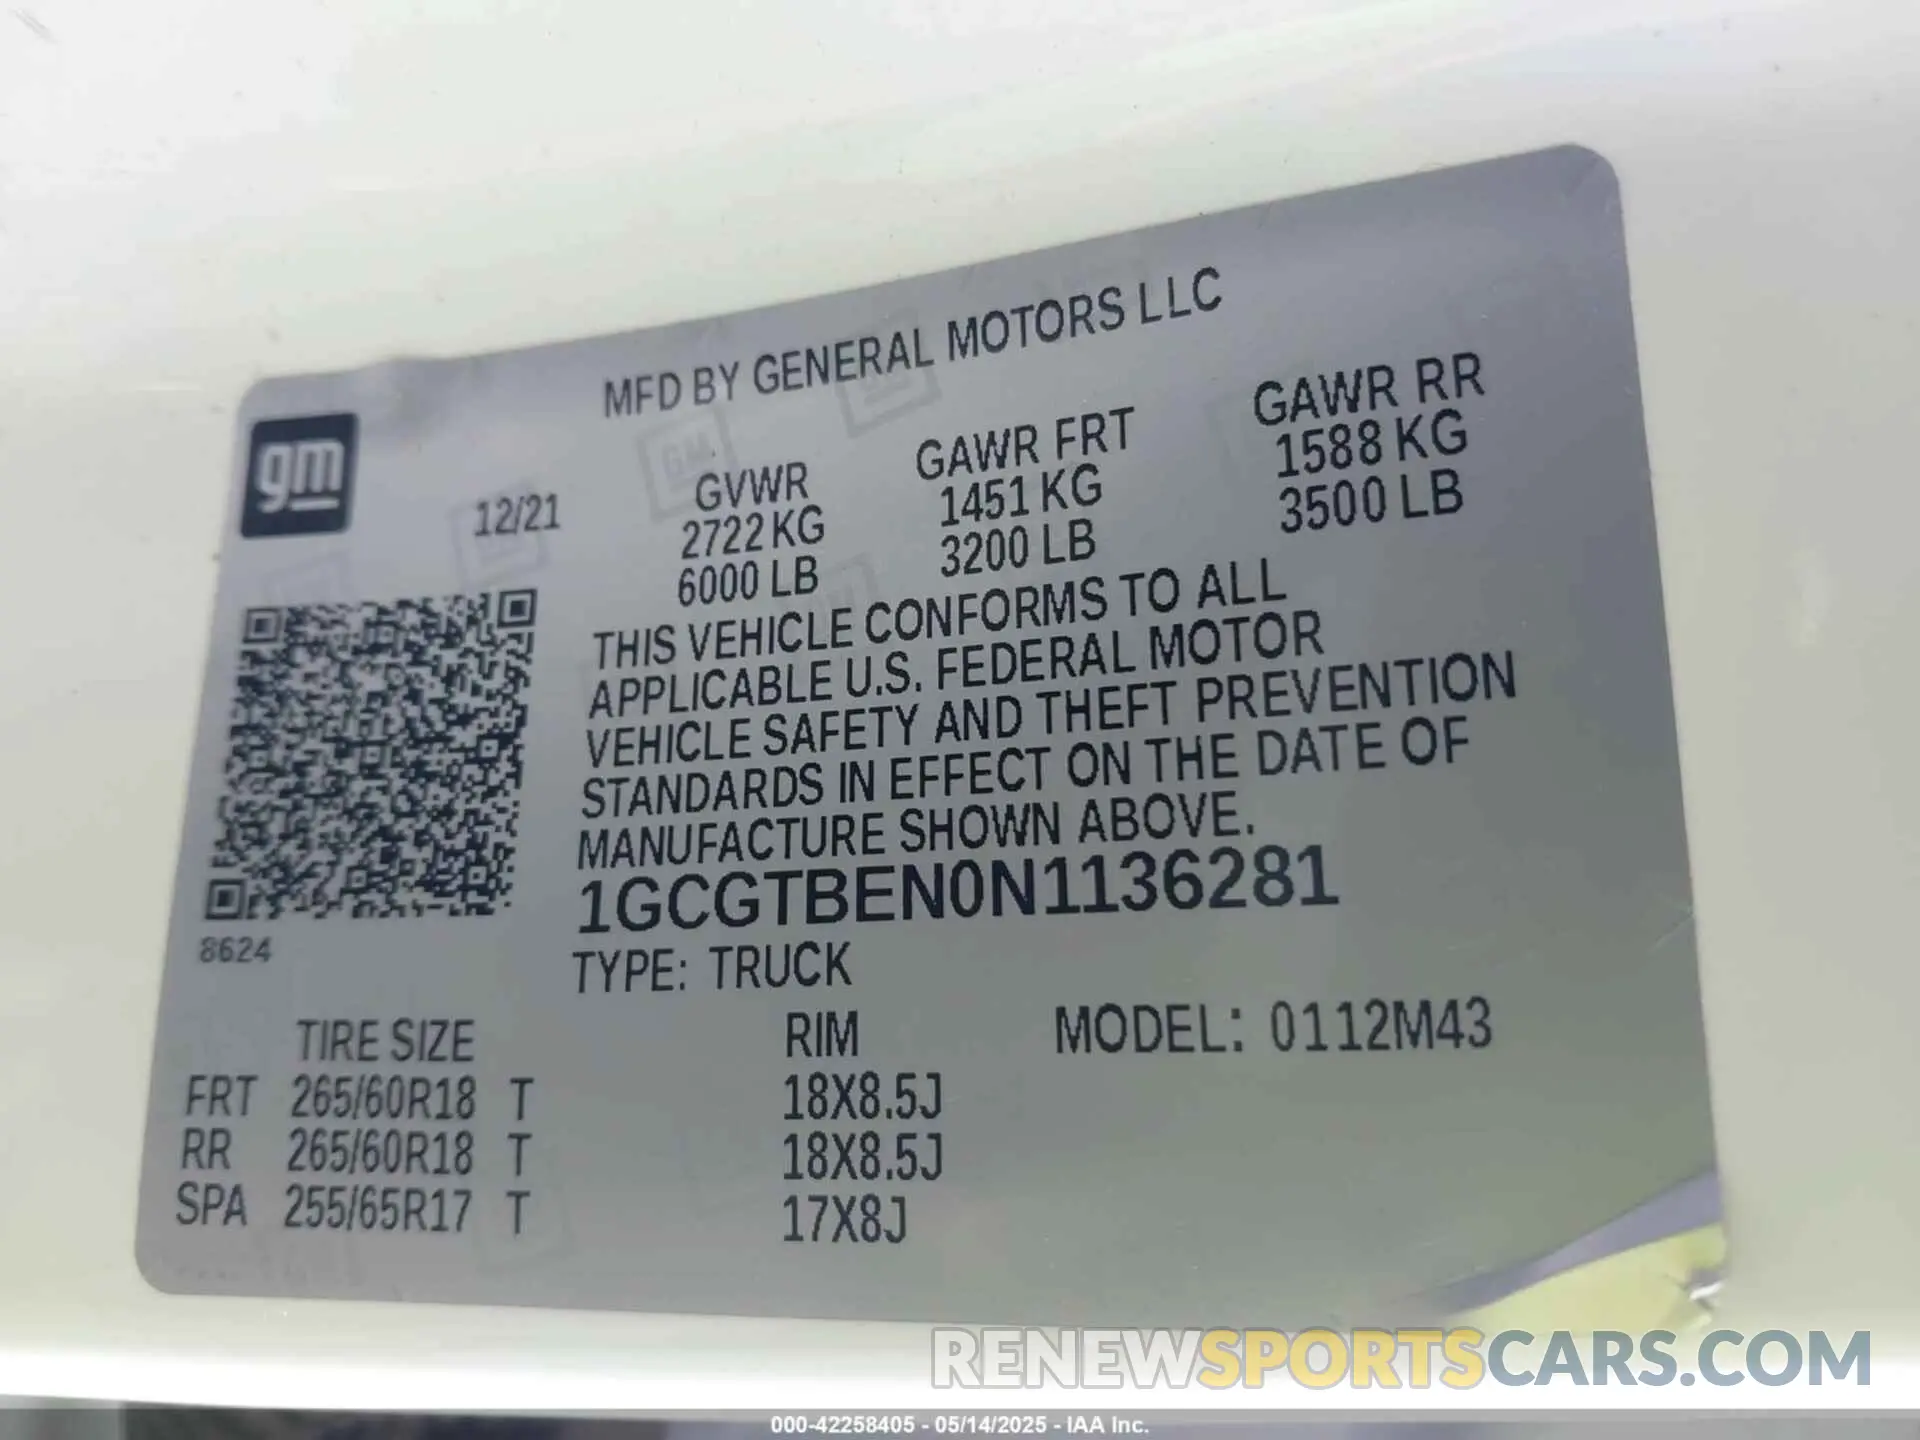 MFD BY GENERAL MOTORS LLC
gm
12/21 GVWR GAWR FRT GAWR RR
2722 KG 1451 KG 1588 KG
6000 LB 3200 LB 3500 LB
THIS VEHICLE CONFORMS TO ALL
APPLICABLE U.S. FEDERAL MOTOR
VEHICLE SAFETY AND THEFT PREVENTION
STANDARDS IN EFFECT ON THE DATE OF
MANUFACTURE SHOWN ABOVE.
1GCGTBEN0N1136281
8624
TYPE: TRUCK
TIRE SIZE RIM MODEL: 0112M43
FRT 265/60R18 T 18X8.5J
RR 265/60R18 T 18X8.5J
SPA 255/65R17 T 17X8J
RENEWSPORTSCARS.COM
000-42258405 - 05/14/2025 - IAA Inc.